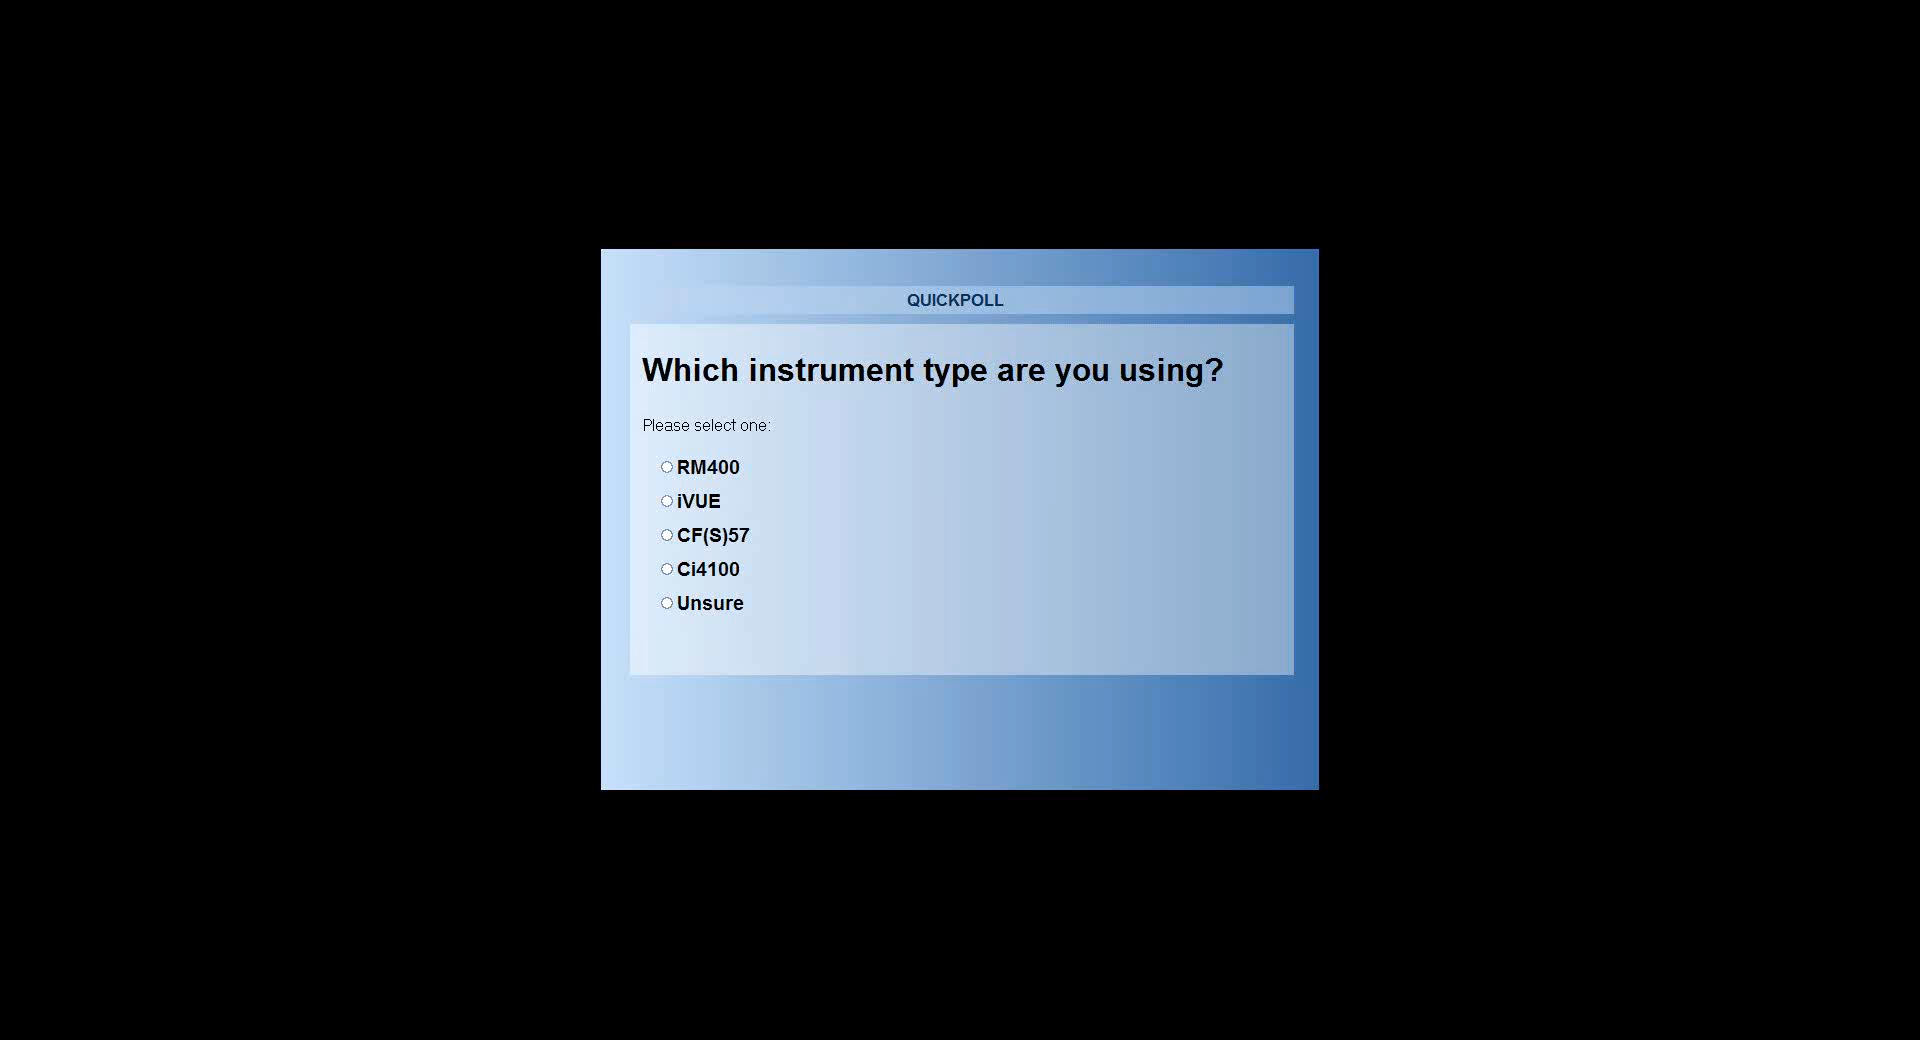 QUICKPOLL
Which instrument type are you using?
Please select one:
RM400
iVUE
CF(S)57
Ci4100
Unsure